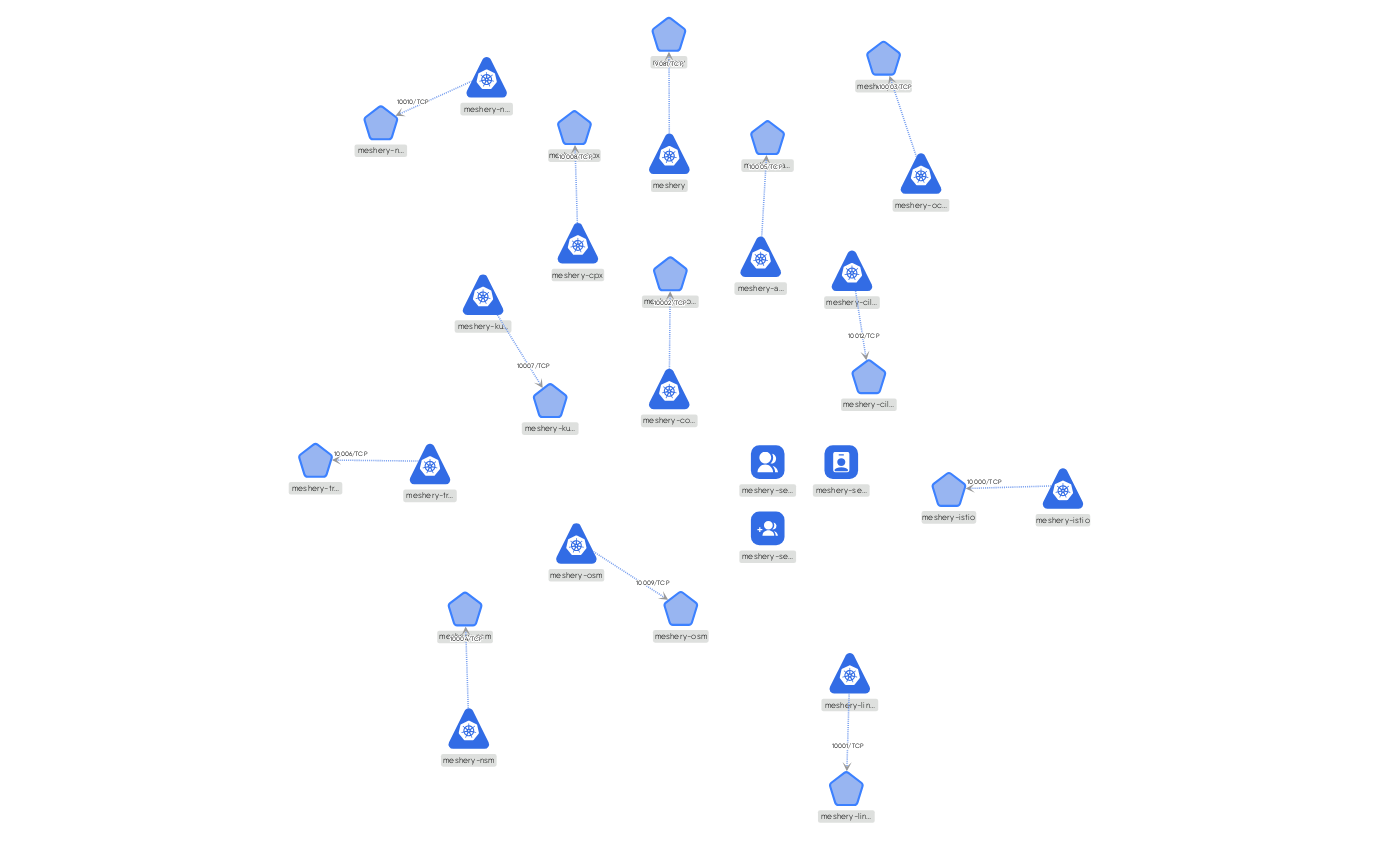 meshery-n...
10010/TCP
meshery-n...
meshery
10003/TCP
meshery-oc...
10008/TCP
meshery-cpx
10005/TCP
meshery-a...
meshery-cil...
10012/TCP
meshery-cil...
meshery-ku...
10007/TCP
meshery-ku...
10002/TCP
meshery-co...
10006/TCP
meshery-tr...
meshery-tr...
meshery-se...
meshery-se...
meshery-se...
10000/TCP
meshery-istio
meshery-istio
meshery-osm
10009/TCP
meshery-osm
10004/TCP
meshery-nsm
meshery-lin...
10001/TCP
meshery-lin...